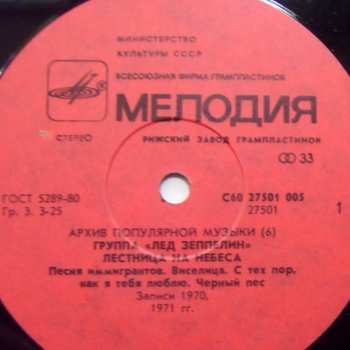 МИНИСТЕРСТВО
КУЛЬТУРЫ СССР
ВСЕСОЮЗНАЯ ФИРМА ГРАМПЛАСТИНОК
МЕЛОДИЯ
СТЕРЕО
РИЖСКИЙ ЗАВОД ГРАМПЛАСТИНОК
33
ГОСТ 5289-80
Гр. 3. 3-25
С60 27501 005
27501
1
АРХИВ ПОПУЛЯРНОЙ МУЗЫКИ (6)
ГРУППА «ЛЕД ЗЕППЕЛИН»
ЛЕСТНИЦА НА НЕБЕСА
Песня иммигрантов. Виселица. С тех пор,
как я тебя люблю. Черный пес
Записи 1970,
1971 гг.